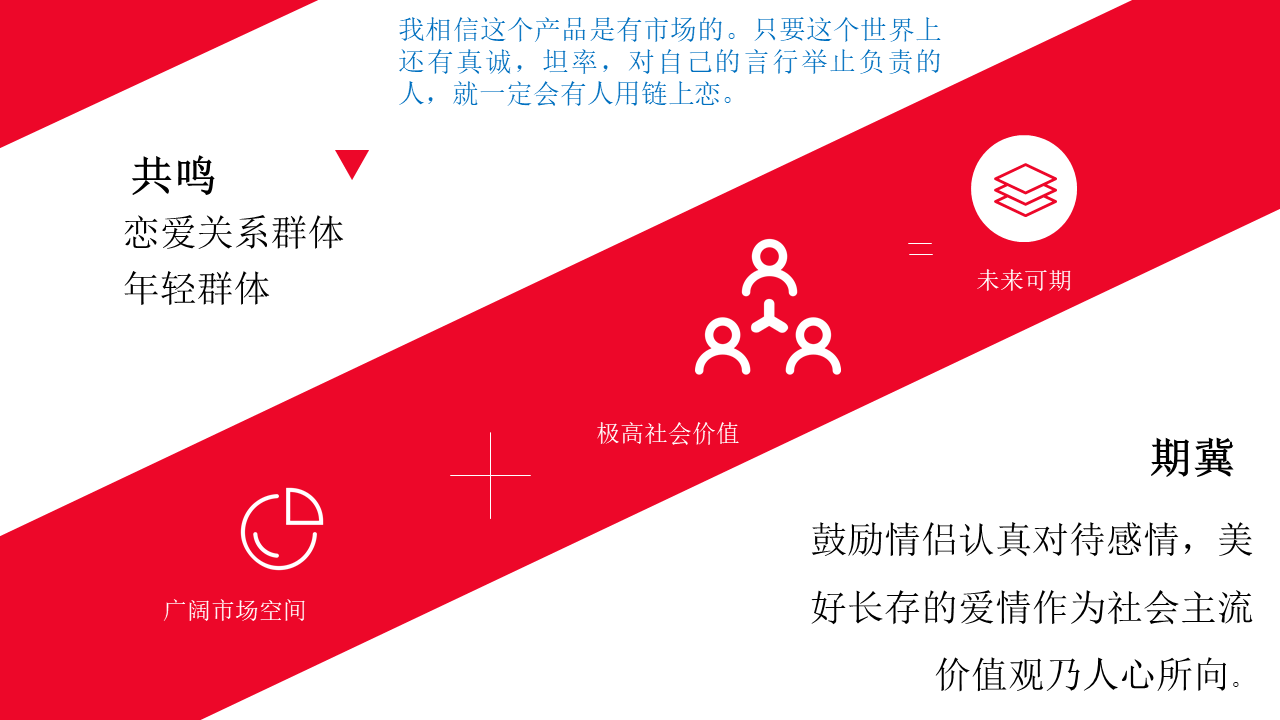 我相信这个产品是有市场的。只要这个世界上
还有真诚，坦率，对自己的言行举止负责的
人，就一定会有人用链上恋。
共鸣
恋爱关系群体
年轻群体
未来可期
极高社会价值
广阔市场空间
期冀
鼓励情侣认真对待感情，美
好长存的爱情作为社会主流
价值观乃人心所向。